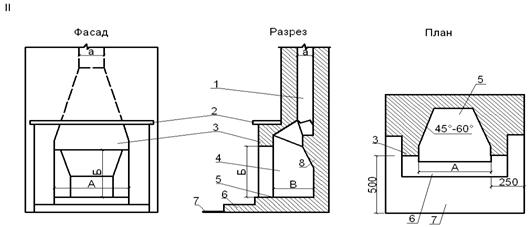 II
Фасад
Разрез
План
а
а
1
2
3
4
5
6
7
8
Б
А
Б
В
5
45°-60°
3
А
500
250
6
7